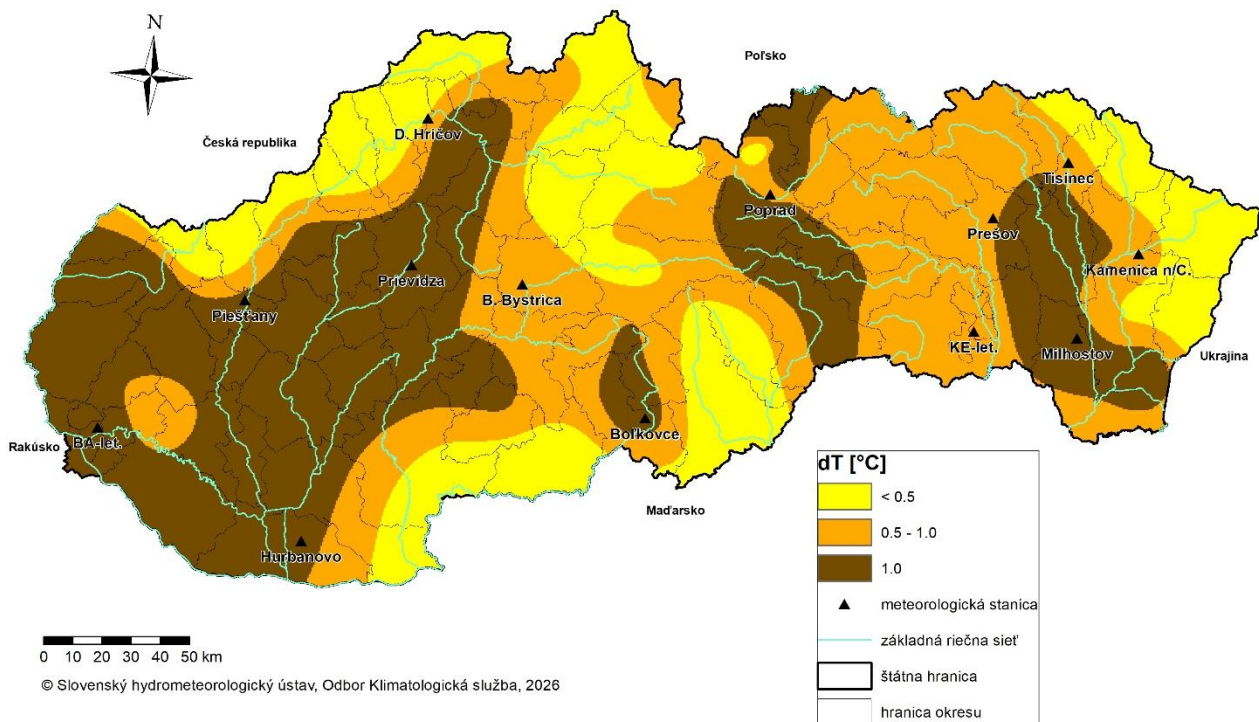 N
Poľsko
Česká republika
D. Hričov
Tisinec
Poprad
Prešov
Prievidza
Kamenica n/C.
B. Bystrica
Piešťany
KE-let.
Milhostov
Ukrajina
Boľkovce
BA-let.
Rakúsko
Maďarsko
Hurbanovo
dT [°C]
< 0.5
0.5 - 1.0
1.0
meteorologická stanica
základná riečna sieť
štátna hranica
hranica okresu
0 10 20 30 40 50 km
© Slovenský hydrometeorologický ústav, Odbor Klimatologická služba, 2026